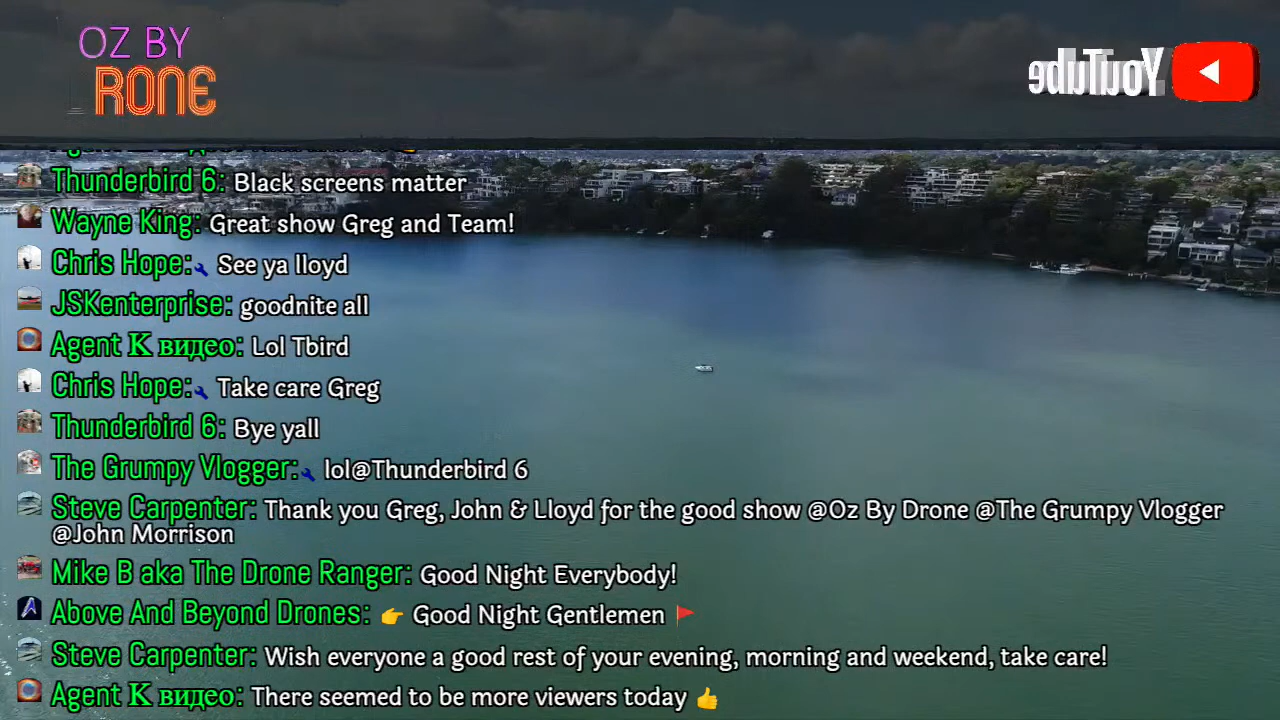 OZ BY
RONE
YouTube
Thunderbird 6: Black screens matter
Wayne King: Great show Greg and Team!
Chris Hope: See ya lloyd
JSKenterprise: goodnite all
Agent K видео: Lol Tbird
Chris Hope: Take care Greg
Thunderbird 6: Bye yall
The Grumpy Vlogger: lol@Thunderbird 6
Steve Carpenter: Thank you Greg, John & Lloyd for the good show @Oz By Drone @The Grumpy Vlogger
@John Morrison
Mike B aka The Drone Ranger: Good Night Everybody!
Above And Beyond Drones: 👉 Good Night Gentlemen 🚩
Steve Carpenter: Wish everyone a good rest of your evening, morning and weekend, take care!
Agent K видео: There seemed to be more viewers today 👍